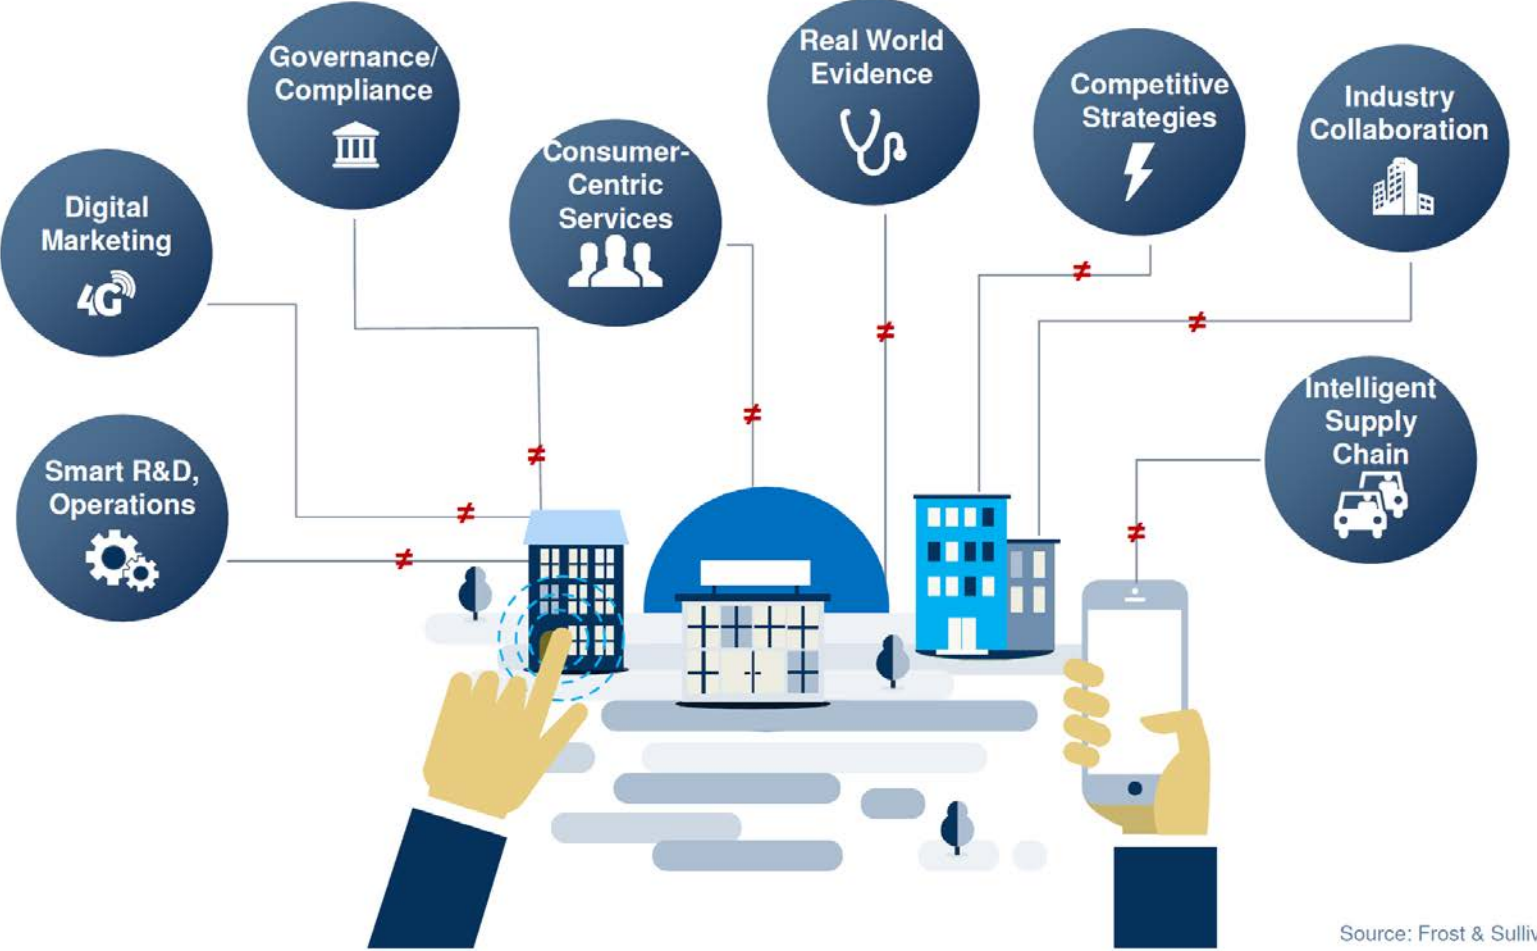 Governance/
Compliance
Real World
Evidence
Competitive
Strategies
Industry
Collaboration
Consumer-
Centric
Services
Digital
Marketing
4G
Intelligent
Supply
Chain
Smart R&D,
Operations
≠
≠
≠
≠
≠
≠
≠
≠
Source: Frost &